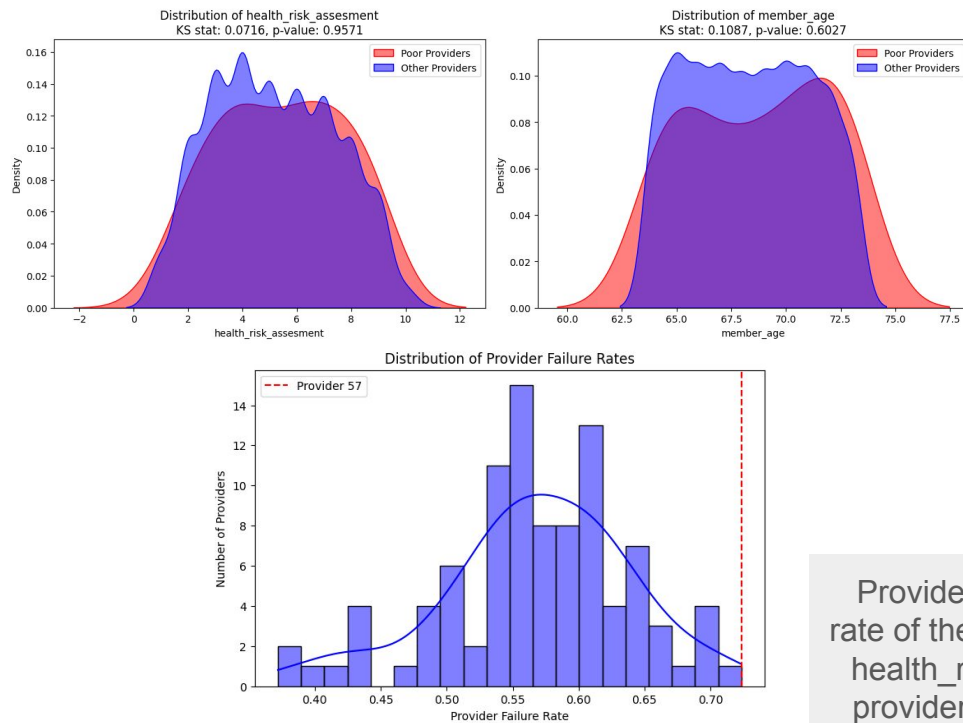 Distribution of health_risk_assesment
KS stat: 0.0716, p-value: 0.9571
Poor Providers
Other Providers
0.16
0.14
0.12
0.10
0.08
0.06
0.04
0.02
0.00
Density
−2
0
2
4
6
8
10
12
health_risk_assesment
Distribution of member_age
KS stat: 0.1087, p-value: 0.6027
Poor Providers
Other Providers
0.10
0.08
0.06
0.04
0.02
0.00
Density
60.0
62.5
65.0
67.5
70.0
72.5
75.0
77.5
member_age
Distribution of Provider Failure Rates
Provider 57
14
12
10
8
6
4
2
0
Number of Providers
0.40
0.45
0.50
0.55
0.60
0.65
0.70
Provider Failure Rate
Provide
rate of the
health_r
provider